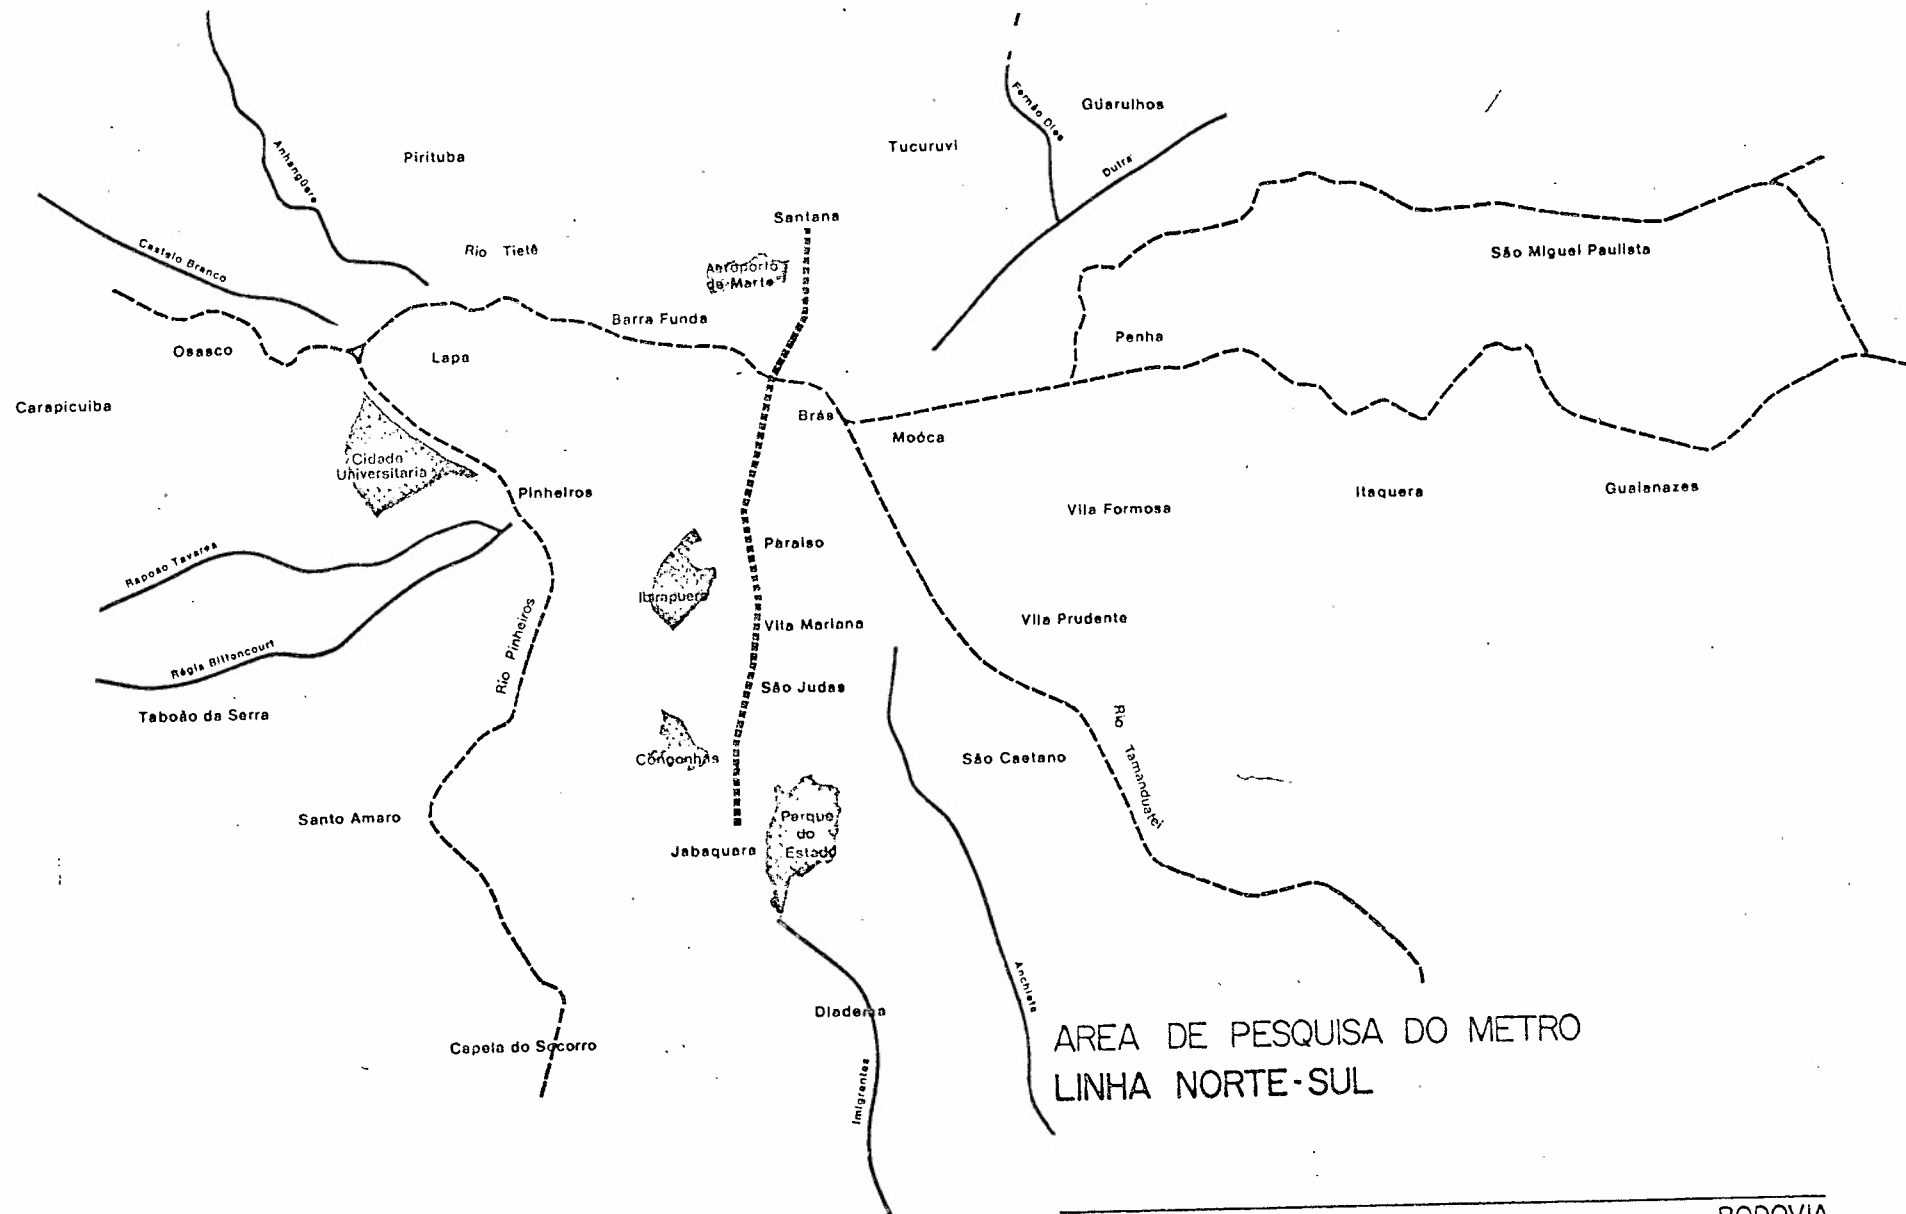 Fernão Dias
Guarulhos
Tucuruvi
Dutra
Pirituba
Anhangüera
Santana
Castelo Branco
Rio Tietê
São Miguel Paulista
Aeroporto
de Marte
Barra Funda
Penha
Osasco
Lapa
Carapicuiba
Brás
Moóca
Cidade
Universitaria
Pinheiros
Itaquera
Guaianazes
Vila Formosa
Paraiso
Raposo Tavares
Ibirapuera
Vila Mariana
Vila Prudente
Rio Pinheiros
Régis Bittencourt
São Judas
Taboão da Serra
Rio Tamanduatei
Congonhas
São Caetano
Santo Amaro
Parque
do
Estado
Jabaquara
Anchieta
Diadema
Capela do Socorro
Imigrantes
AREA DE PESQUISA DO METRO
LINHA NORTE-SUL
RODOVIA